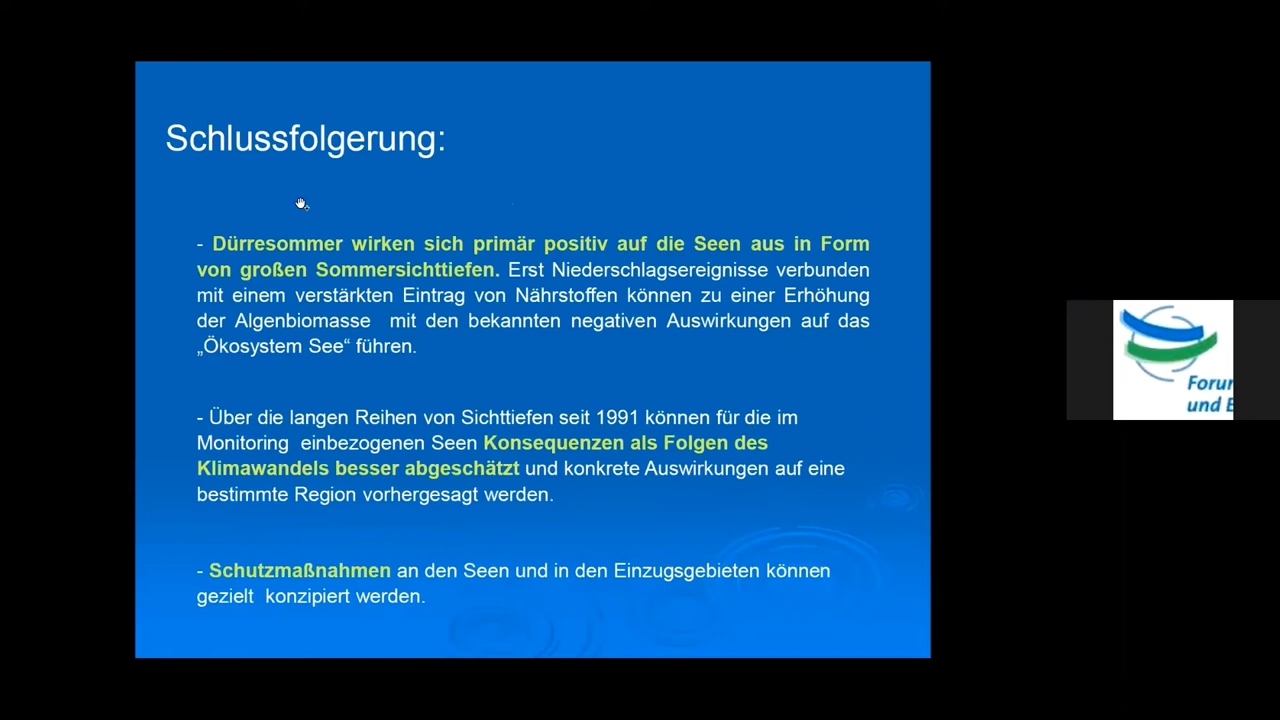 Schlussfolgerung:
- Dürresommer wirken sich primär positiv auf die Seen aus in Form
von großen Sommersichttiefen. Erst Niederschlagsereignisse verbunden
mit einem verstärkten Eintrag von Nährstoffen können zu einer Erhöhung
der Algenbiomasse mit den bekannten negativen Auswirkungen auf das
„Ökosystem See“ führen.
- Über die langen Reihen von Sichttiefen seit 1991 können für die im
Monitoring einbezogenen Seen Konsequenzen als Folgen des
Klimawandels besser abgeschätzt und konkrete Auswirkungen auf eine
bestimmte Region vorhergesagt werden.
- Schutzmaßnahmen an den Seen und in den Einzugsgebieten können
gezielt konzipiert werden.
und